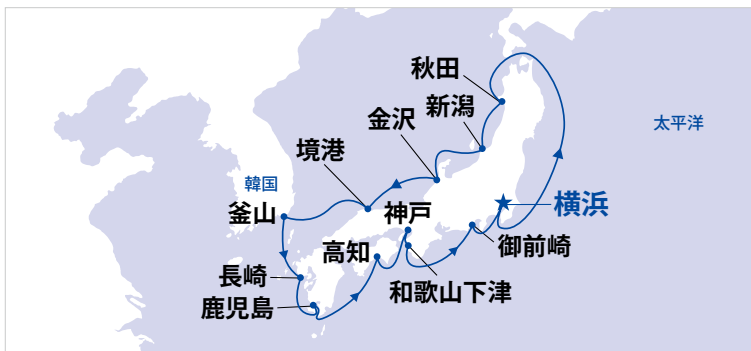 秋田
新潟
金沢
太平洋
境港
韓国
釜山
神戸
横浜
高知
御前崎
長崎
和歌山下津
鹿児島